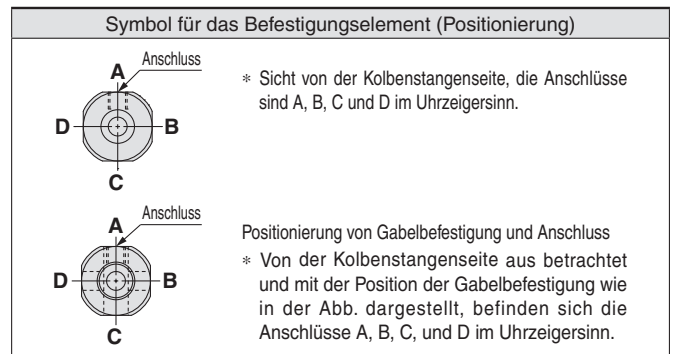 Symbol für das Befestigungselement (Positionierung)
Anschluss
A
D
B
C
* Sicht von der Kolbenstangenseite, die Anschlüsse
sind A, B, C und D im Uhrzeigersinn.
Anschluss
A
D
B
C
Positionierung von Gabelbefestigung und Anschluss
* Von der Kolbenstangenseite aus betrachtet
und mit der Position der Gabelbefestigung wie
in der Abb. dargestellt, befinden sich die
Anschlüsse A, B, C, und D im Uhrzeigersinn.